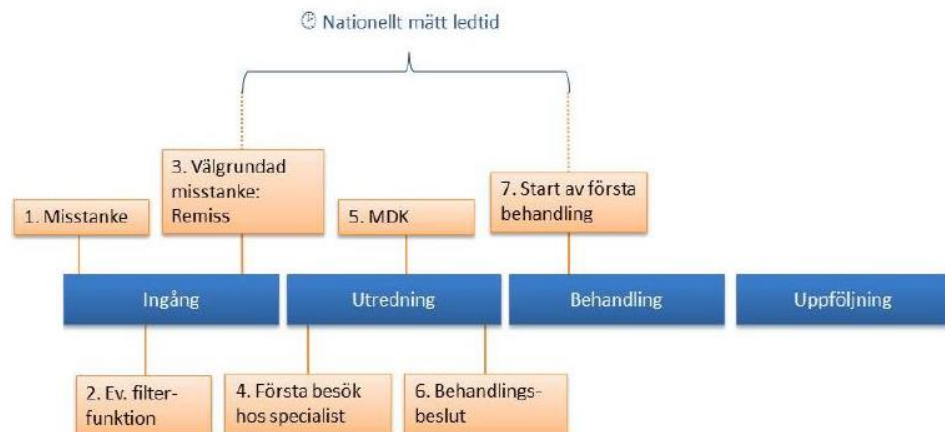 Nationellt mätt ledtid
3. Välgrundad
misstanke:
Remiss
7. Start av första
behandling
1. Misstanke
5. MDK
Ingång
Utredning
Behandling
Uppföljning
2. Ev. filter-
funktion
4. Första besök
hos specialist
6. Behandlings-
beslut